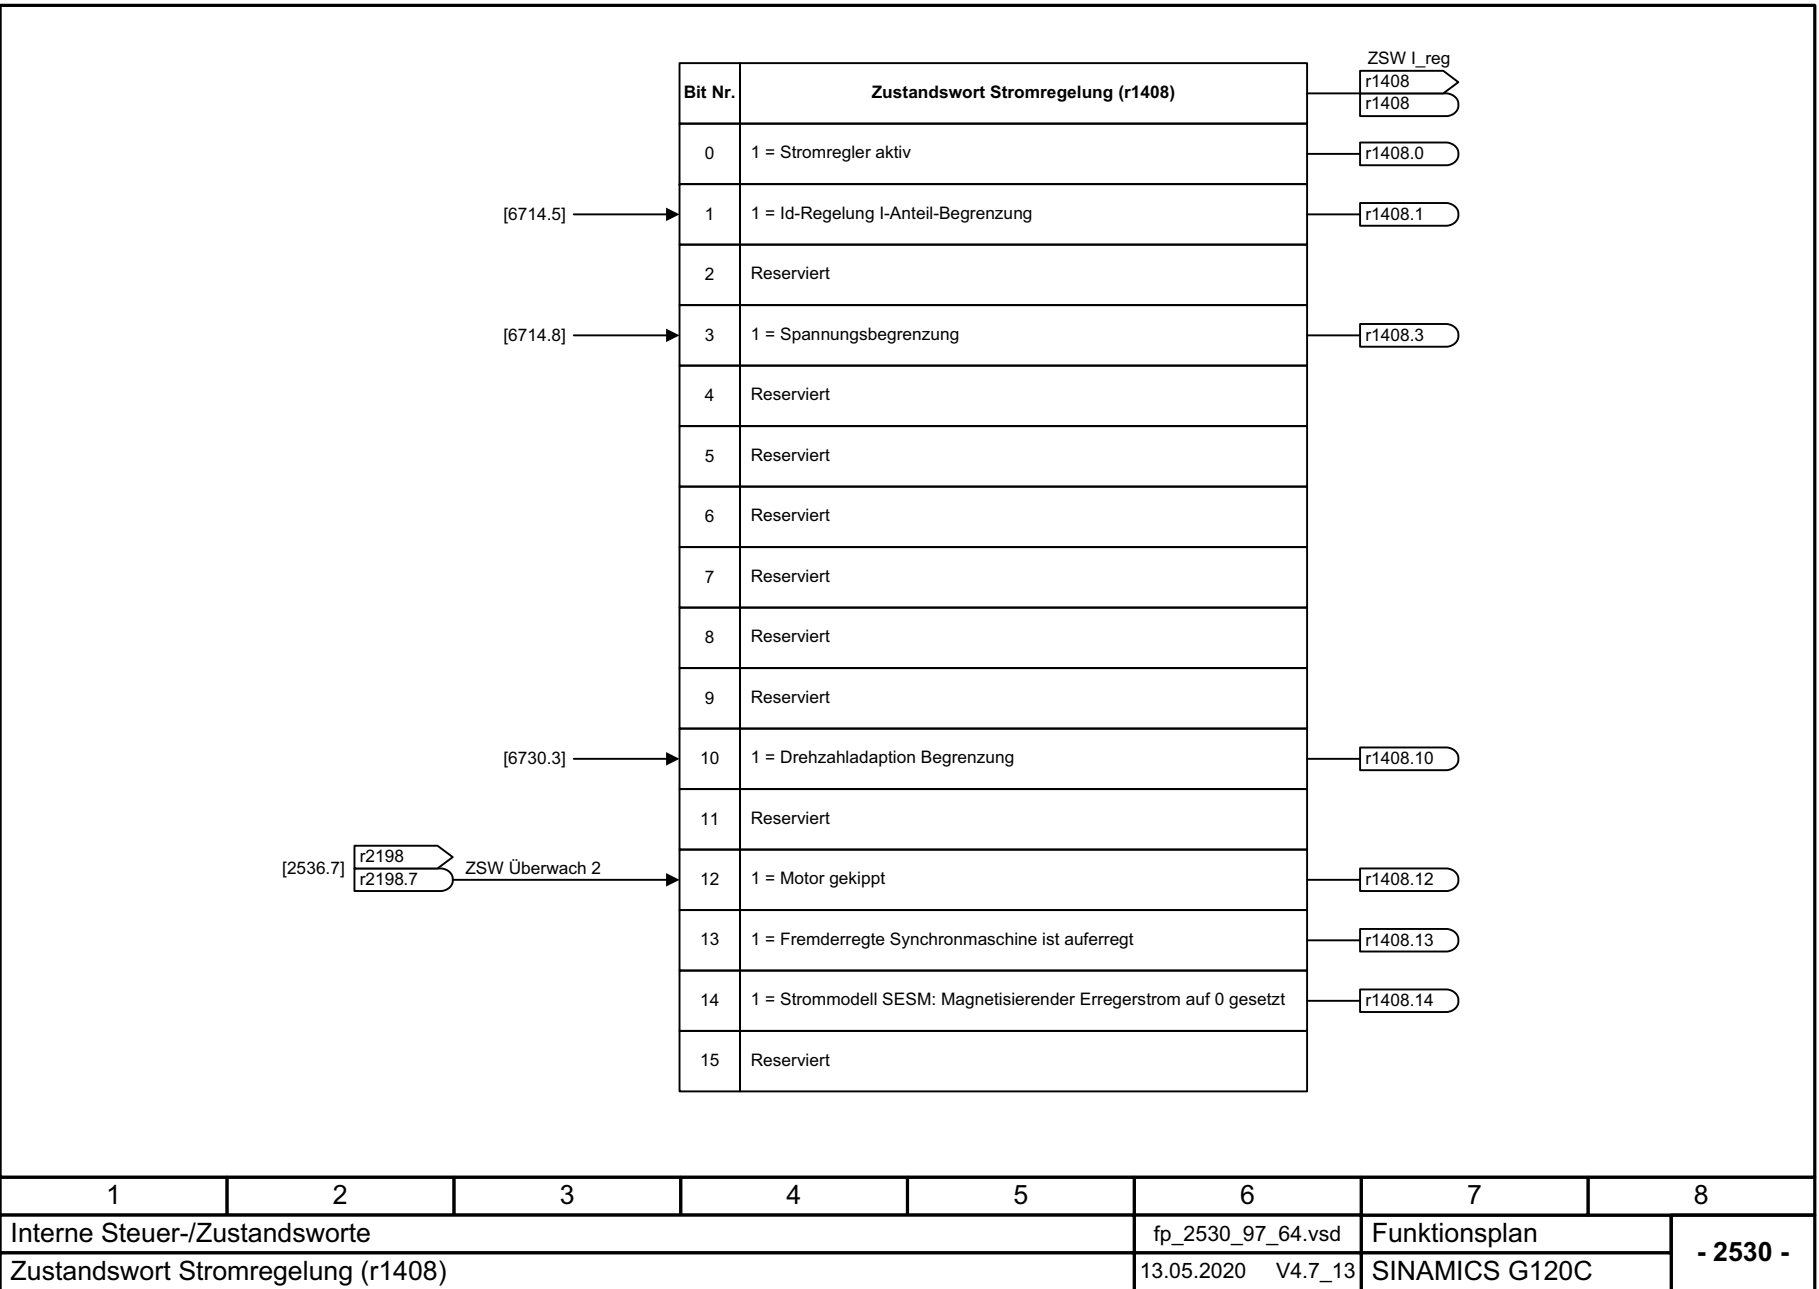 ZSW I_reg
Bit Nr. Zustandswort Stromregelung (r1408) r1408
r1408
0 1 = Stromregler aktiv r1408.0
[6714.5] 1 1 = Id-Regelung I-Anteil-Begrenzung r1408.1
2 Reserviert
[6714.8] 3 1 = Spannungsbegrenzung r1408.3
4 Reserviert
5 Reserviert
6 Reserviert
7 Reserviert
8 Reserviert
9 Reserviert
[6730.3] 10 1 = Drehzahladaption Begrenzung r1408.10
11 Reserviert
r2198
[2536.7] r2198.7 ZSW Überwach 2 12 1 = Motor gekippt r1408.12
13 1 = Fremderregte Synchronmaschine ist auferregt r1408.13
14 1 = Strommodell SESM: Magnetisierender Erregerstrom auf 0 gesetzt r1408.14
15 Reserviert
1 2 3 4 5 6 7 8
Interne Steuer-/Zustandsworte fp_2530_97_64.vsd Funktionsplan
- 2530 -
Zustandswort Stromregelung (r1408) 13.05.2020 V4.7_13 SINAMICS G120C